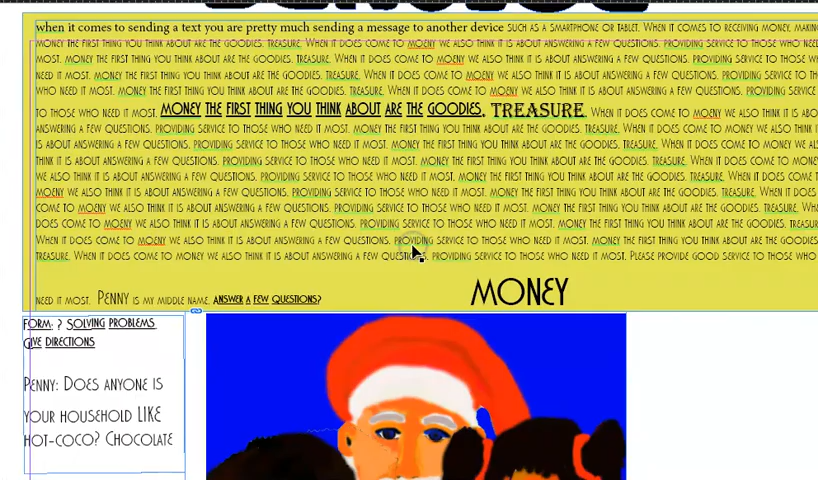 when it comes to sending a text you are pretty much sending a message to another device such as a smartphone or tablet. When it comes to receiving money, making
money the first thing you think about are the goodies. treasure. When it does come to moeny we also think it is about answering a few questions. providing service to those who need
most. money the first thing you think about are the goodies. treasure. When it does come to moeny we also think it is about answering a few questions. providing service to those who
need it most. money the first thing you think about are the goodies. treasure. When it does come to moeny we also think it is about answering a few questions. providing service to those
who need it most. money the first thing you think about are the goodies. treasure. When it does come to moeny we also think it is about answering a few questions. providing service
to those who need it most. money the first thing you think about are the goodies. treasure. When it does come to moeny we also think it is abo
answering a few questions. providing service to those who need it most. money the first thing you think about are the goodies. treasure. When it does come to money we also think it
is about answering a few questions. providing service to those who need it most. money the first thing you think about are the goodies. treasure. When it does come to moeny we also
think it is about answering a few questions. providing service to those who need it most. money the first thing you think about are the goodies. treasure. When it does come to money
we also think it is about answering a few questions. providing service to those who need it most. money the first thing you think about are the goodies. treasure. When it does come to
moeny we also think it is about answering a few questions. providing service to those who need it most. money the first thing you think about are the goodies. treasure. When it does
come to moeny we also think it is about answering a few questions. providing service to those who need it most. money the first thing you think about are the goodies. treasure. Whe
does come to moeny we also think it is about answering a few questions. providing service to those who need it most. money the first thing you think about are the goodies. treasur
When it does come to moeny we also think it is about answering a few questions. providing service to those who need it most. money the first thing you think about are the goodies
treasure. When it does come to money we also think it is about answering a few questions. providing service to those who need it most. Please provide good service to those who
need it most. Penny is my middle name. answer a few questions? MONEY
Form: ? Solving problems
Give directions
Penny: Does anyone is
your household LIKE
hot-coco? Chocolate